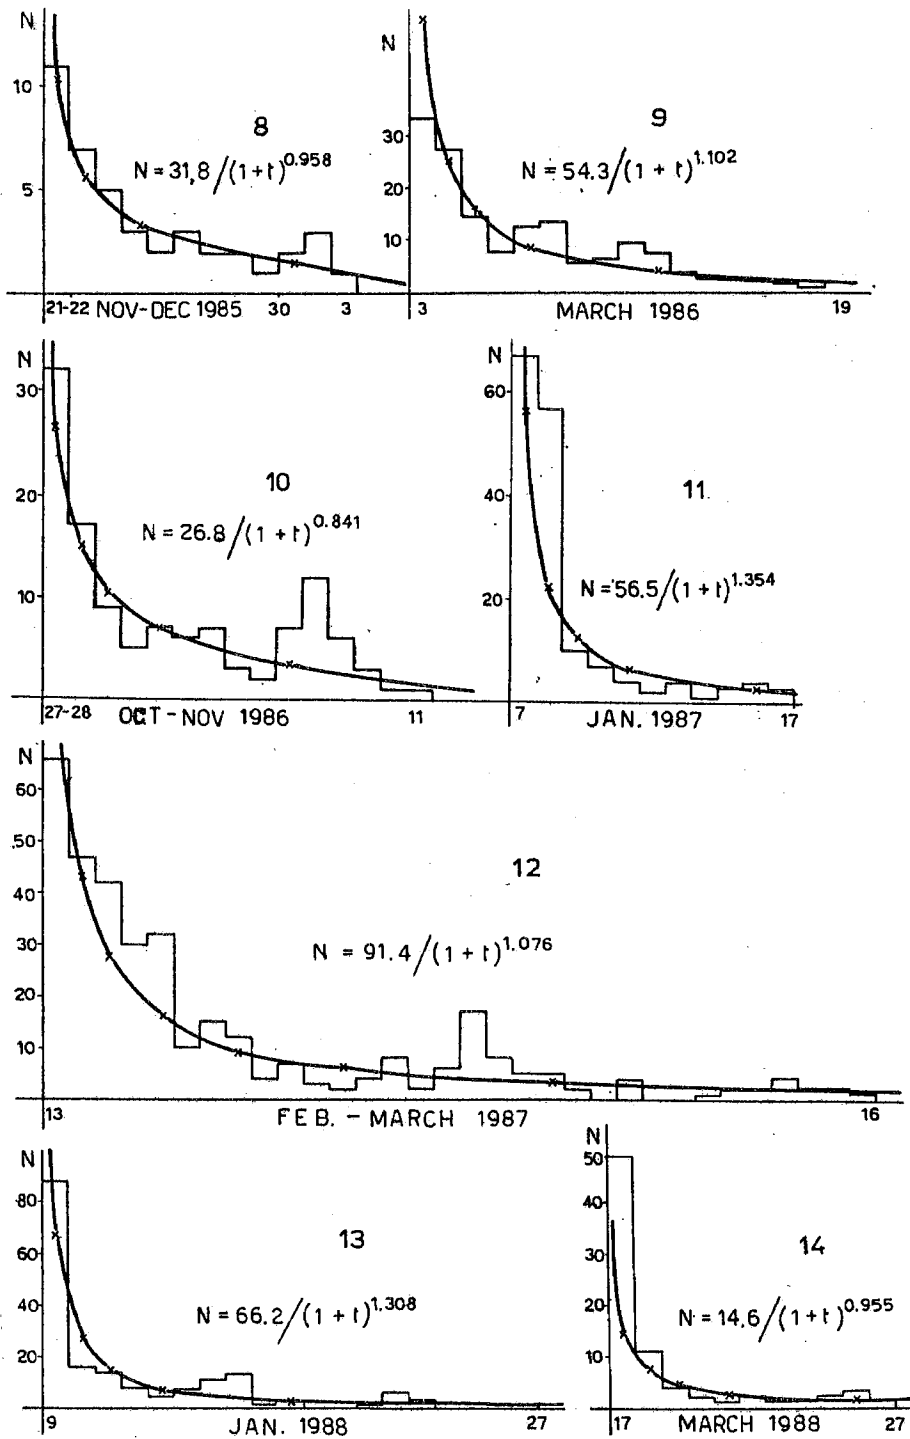 N
10
5
8
N = 31,8/(1+t)^0.958
21-22 NOV-DEC 1985 30 3
N
30
20
10
9
N = 54.3/(1 + t)^1.102
3 MARCH 1986 19
N
30
20
10
10
N = 26.8/(1 + t)^0.841
27-28 OCT - NOV 1986 11
N
60
40
20
11
N = 56.5/(1 + t)^1.354
7 JAN. 1987 17
N
60
50
40
30
20
10
12
N = 91.4/(1 + t)^1.076
13 FEB. - MARCH 1987 16
N
80
60
40
20
13
N = 66.2/(1 + t)^1.308
9 JAN. 1988 27
N
50
40
30
20
10
14
N = 14,6/(1+t)^0.955
17 MARCH 1988 27